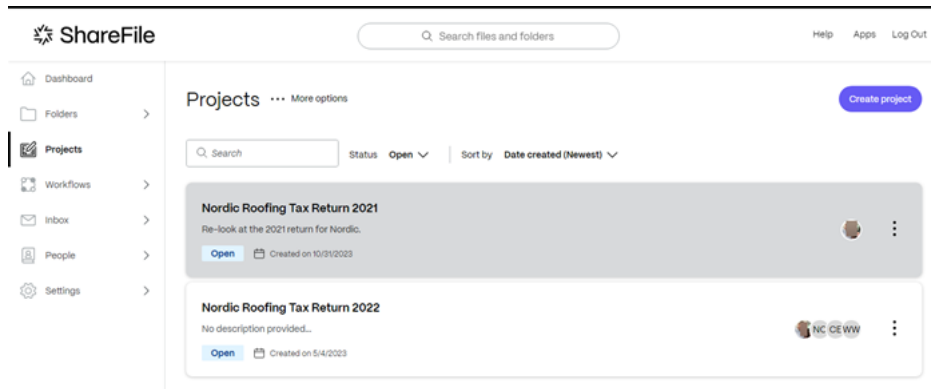 ShareFile
Search files and folders
Help Apps Log Out
Dashboard
Folders
Projects
Workflows
Inbox
People
Settings
Projects ... More options
Create project
Search
Status Open
Sort by Date created (Newest)
Nordic Roofing Tax Return 2021
Re-look at the 2021 return for Nordic.
Open Created on 10/31/2023
Nordic Roofing Tax Return 2022
No description provided...
NC CE WW
Open Created on 5/4/2023